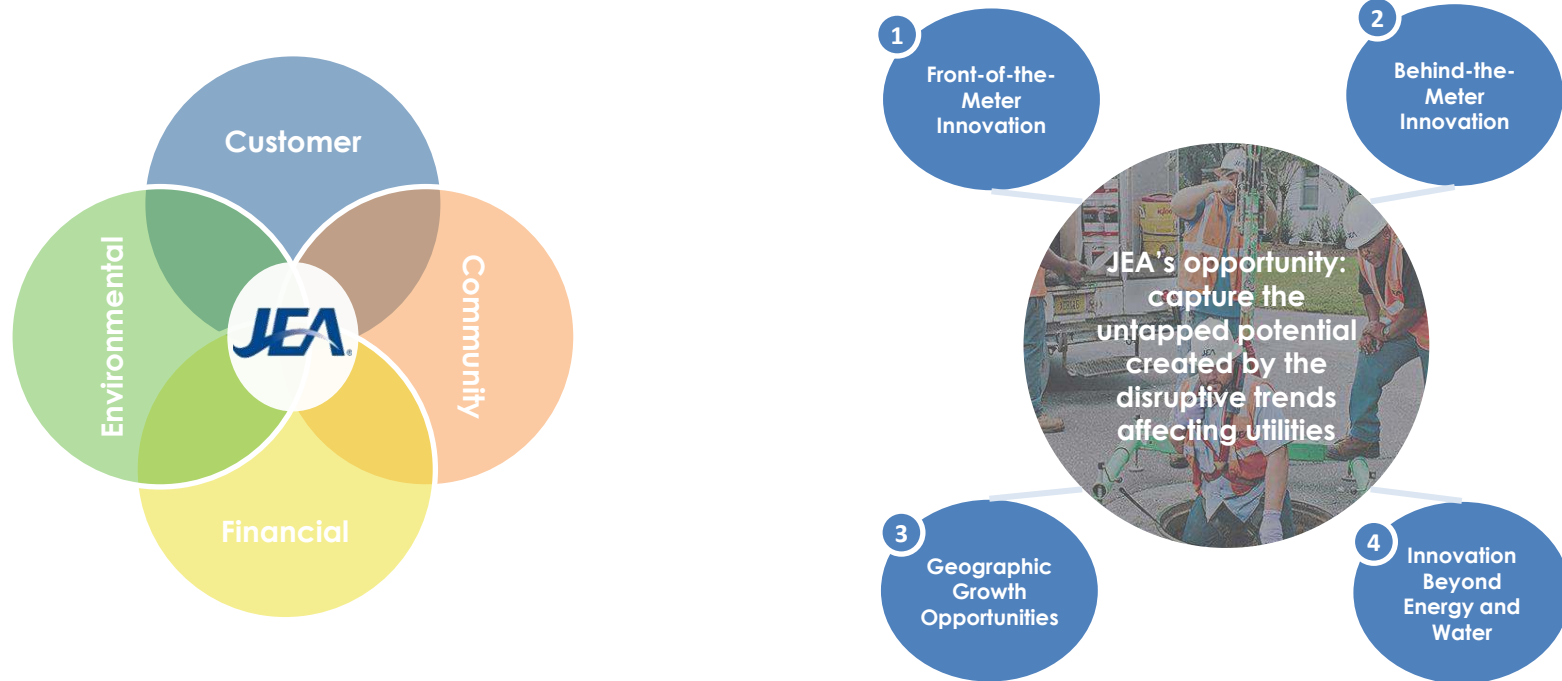 Customer
Environmental
JEA
®
Community
Financial
1
Front-of-the-
Meter
Innovation
2
Behind-the-
Meter
Innovation
JEA's opportunity:
capture the
untapped potential
created by the
disruptive trends
affecting utilities
3
Geographic
Growth
Opportunities
4
Innovation
Beyond
Energy and
Water